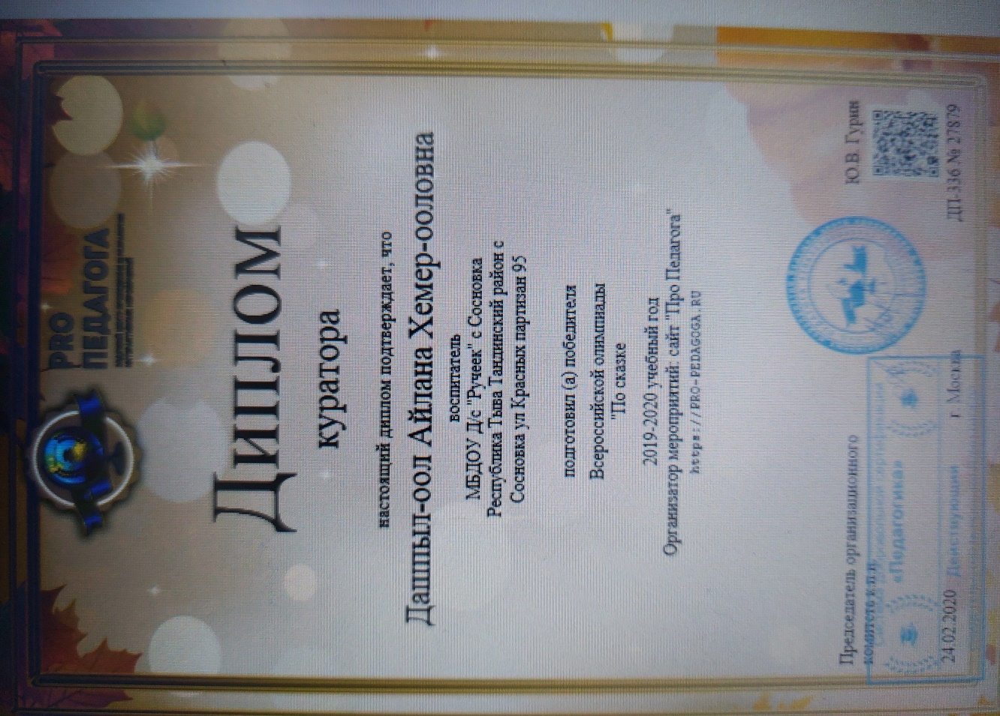 PRO
ПЕДАГОГА
Диплом
куратора
настоящий диплом подтверждает, что
Дашпыл-оол Айлана Хемер-ооловна
воспитатель
МБДОУ Д/с "Ручеек" с Сосновка
Республика Тыва Тандинский район с
Сосновка ул Красных партизан 95
подготовил (а) победителя
Всероссийской олимпиады
"По сказке
2019-2020 учебный год
Организатор мероприятий: сайт "Про Педагога"
https://PRO-PEDAGOGA.RU
Председатель организационного
комитета к.п.н.
Ю.В. Гурин
«Педагогика»
Действующий
24.02.2020
г Москва
ДП-336 № 27879